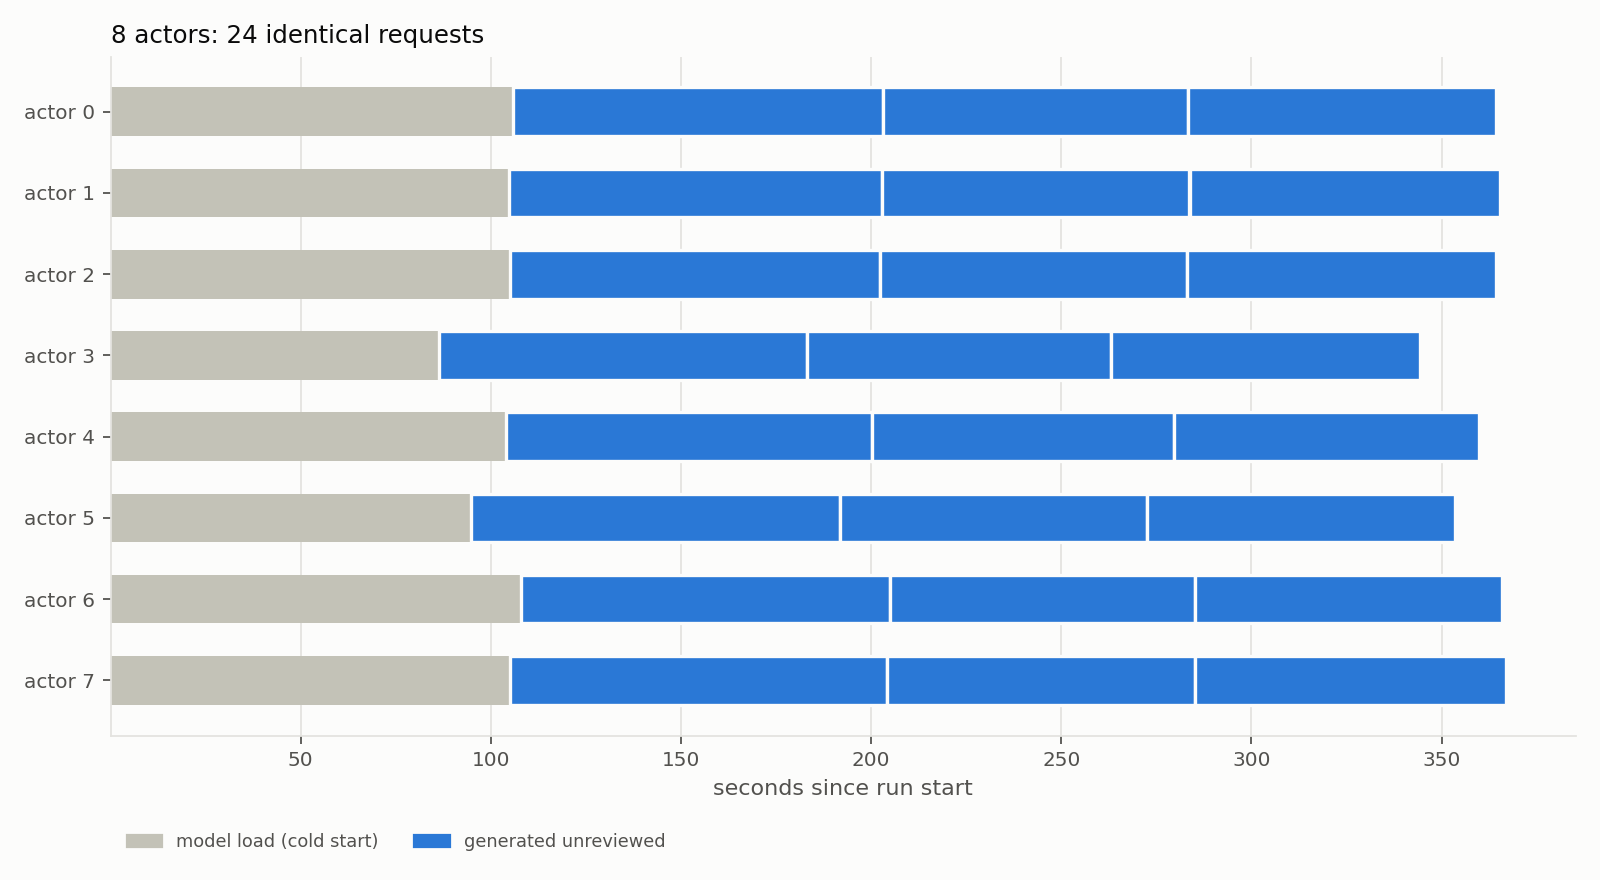 8 actors: 24 identical requests
actor 0
actor 1
actor 2
actor 3
actor 4
actor 5
actor 6
actor 7
50 100 150 200 250 300 350
seconds since run start
model load (cold start) generated unreviewed